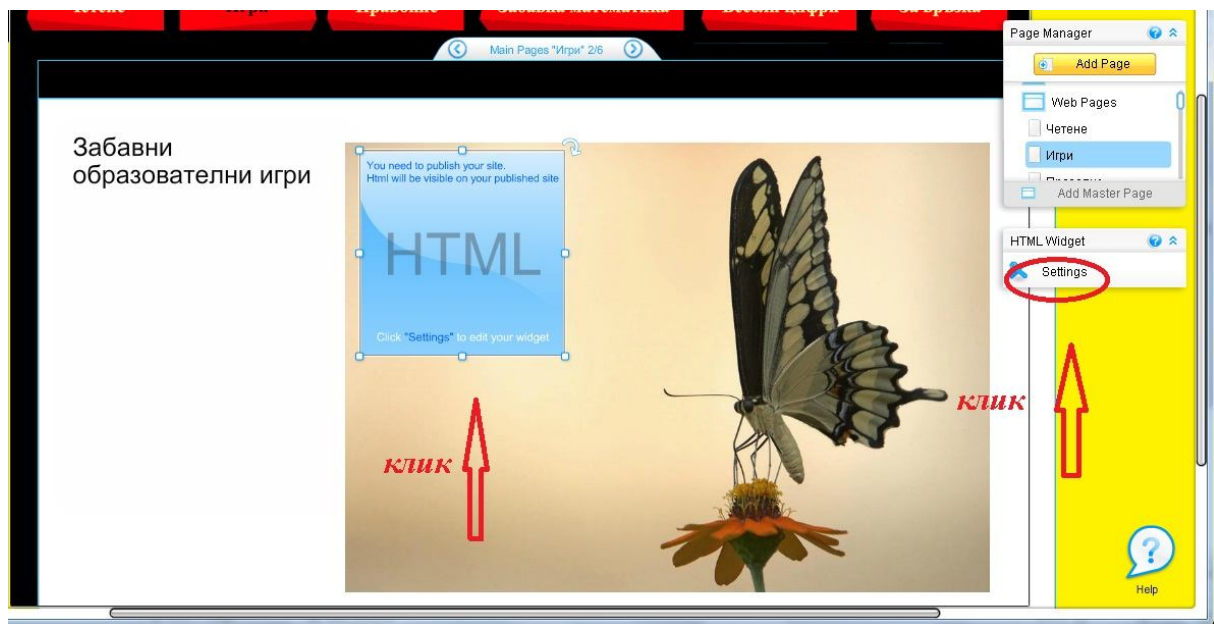 Main Pages "Игри" 2/6
Page Manager
Add Page
Web Pages
Четене
Игри
Add Master Page
HTML Widget
Settings
Забавни
образователни игри
You need to publish your site.
Html will be visible on your published site
HTML
Click "Settings" to edit your widget
клик
клик
Help